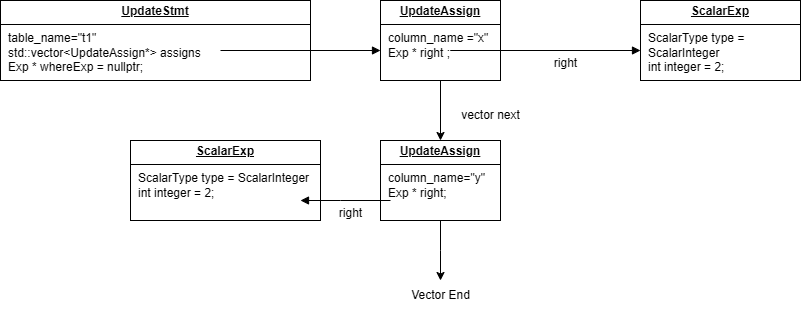 UpdateStmt
table_name="t1"
std::vector<UpdateAssign*> assigns
Exp * whereExp = nullptr;
UpdateAssign
column_name ="x"
Exp * right ;
right
ScalarExp
ScalarType type =
ScalarInteger
int integer = 2;
vector next
ScalarExp
ScalarType type = ScalarInteger
int integer = 2;
right
UpdateAssign
column_name="y"
Exp * right;
Vector End